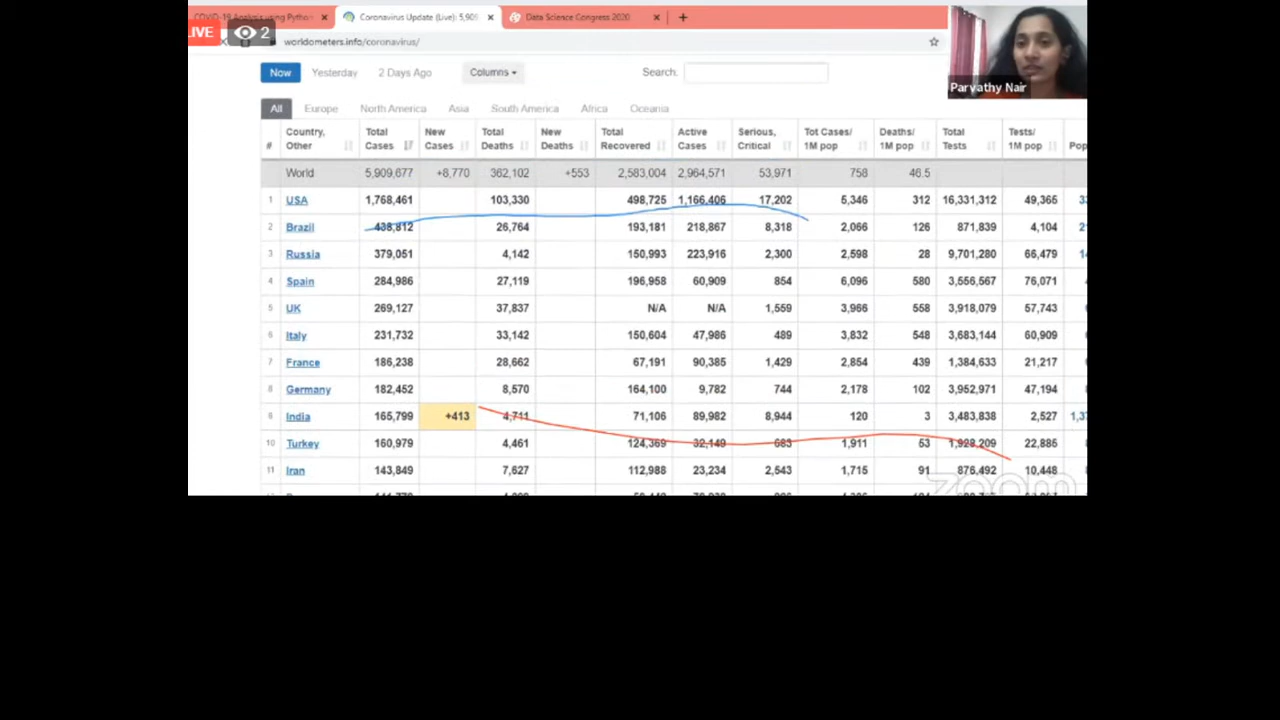 COVID-19 Analysis using Python
Coronavirus Update (Live): 5,909
Data Science Congress 2020
LIVE 2
worldometers.info/coronavirus/
Parvathy Nair
Now Yesterday 2 Days Ago Columns Search:
All Europe North America Asia South America Africa Oceania
# Country, Other Total Cases New Cases Total Deaths New Deaths Total Recovered Active Cases Serious, Critical Tot Cases/ 1M pop Deaths/ 1M pop Total Tests Tests/ 1M pop Pop
World 5,909,677 +8,770 362,102 +553 2,583,004 2,964,571 53,971 758 46.5
1 USA 1,768,461 103,330 498,725 1,166,406 17,202 5,346 312 16,331,312 49,365
2 Brazil 438,812 26,764 193,181 218,867 8,318 2,066 126 871,839 4,104
3 Russia 379,051 4,142 150,993 223,916 2,300 2,598 28 9,701,280 66,479
4 Spain 284,986 27,119 196,958 60,909 854 6,096 580 3,556,567 76,071
5 UK 269,127 37,837 N/A N/A 1,559 3,966 558 3,918,079 57,743
6 Italy 231,732 33,142 150,604 47,986 489 3,832 548 3,683,144 60,909
7 France 186,238 28,662 67,191 90,385 1,429 2,854 439 1,384,633 21,217
8 Germany 182,452 8,570 164,100 9,782 744 2,178 102 3,952,971 47,194
9 India 165,799 +413 4,711 71,106 89,982 8,944 120 3 3,483,838 2,527
10 Turkey 160,979 4,461 124,369 32,149 683 1,911 53 1,928,209 22,885
11 Iran 143,849 7,627 112,988 23,234 2,543 1,715 91 876,492 10,448
zoom